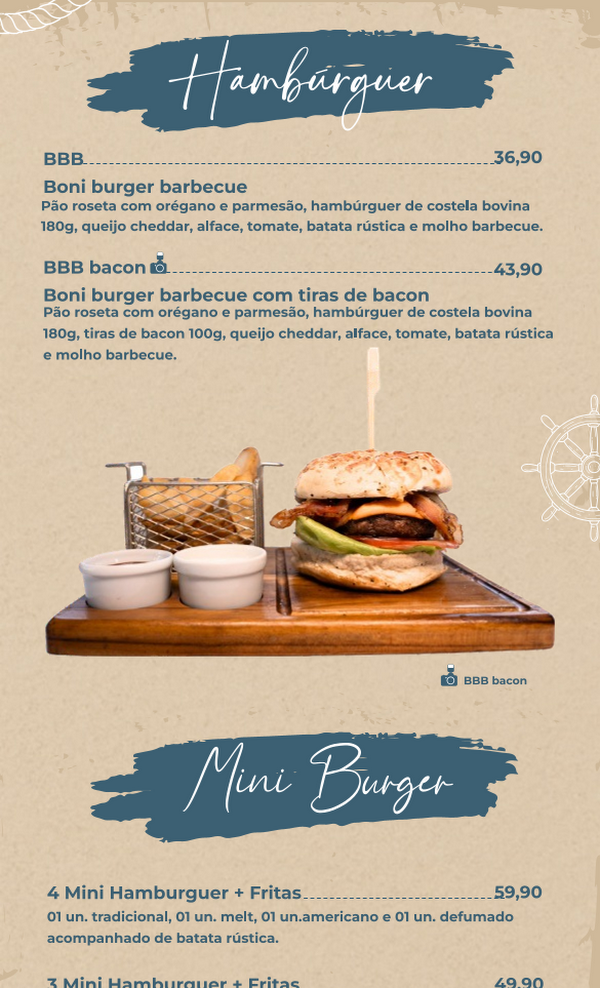 Hambúrguer
BBB 36,90
Boni burger barbecue
Pão roseta com orégano e parmesão, hambúrguer de costela bovina
180g, queijo cheddar, alface, tomate, batata rústica e molho barbecue.
BBB bacon 43,90
Boni burger barbecue com tiras de bacon
Pão roseta com orégano e parmesão, hambúrguer de costela bovina
180g, tiras de bacon 100g, queijo cheddar, alface, tomate, batata rústica
e molho barbecue.
BBB bacon
Mini Burger
4 Mini Hamburguer + Fritas 59,90
01 un. tradicional, 01 un. melt, 01 un.americano e 01 un. defumado
acompanhado de batata rústica.
3 Mini Hamburguer + Fritas 49,90